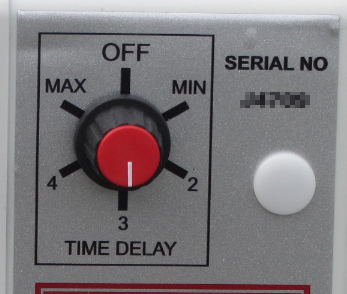 OFF
MAX
MIN
4
2
3
TIME DELAY
SERIAL NO